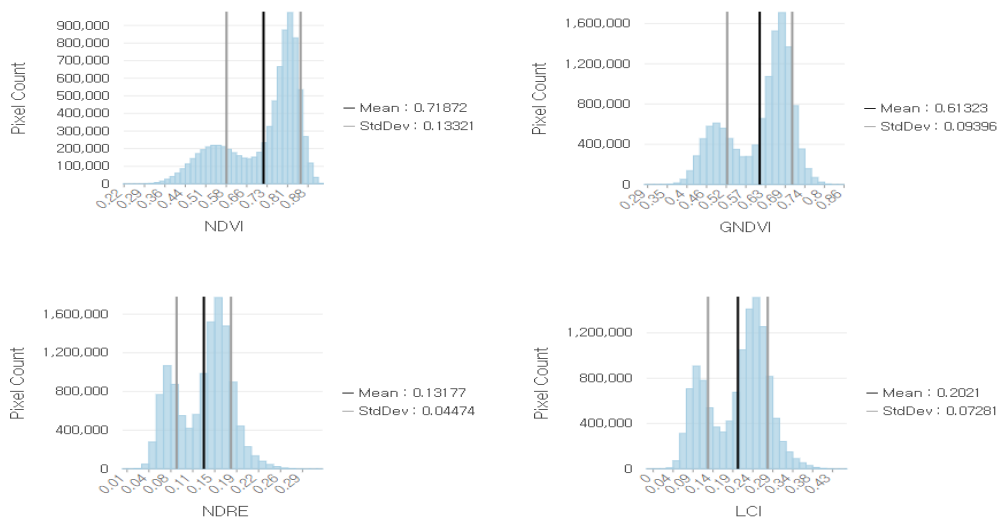 900,000
800,000
700,000
600,000
500,000
400,000
300,000
200,000
100,000
0
Pixel Count
0.22 0.29 0.36 0.44 0.51 0.58 0.66 0.73 0.81 0.88
NDVI
Mean : 0.71872
StdDev : 0.13321
1,600,000
1,200,000
800,000
400,000
0
Pixel Count
0.29 0.35 0.4 0.46 0.52 0.57 0.63 0.69 0.74 0.8 0.86
GNDVI
Mean : 0.61323
StdDev : 0.09396
1,600,000
1,200,000
800,000
400,000
0
Pixel Count
0.01 0.04 0.08 0.11 0.15 0.19 0.22 0.26 0.29
NDRE
Mean : 0.13177
StdDev : 0.04474
1,200,000
800,000
400,000
0
Pixel Count
0 0.04 0.09 0.14 0.19 0.24 0.29 0.34 0.38 0.43
LCI
Mean : 0.2021
StdDev : 0.07281